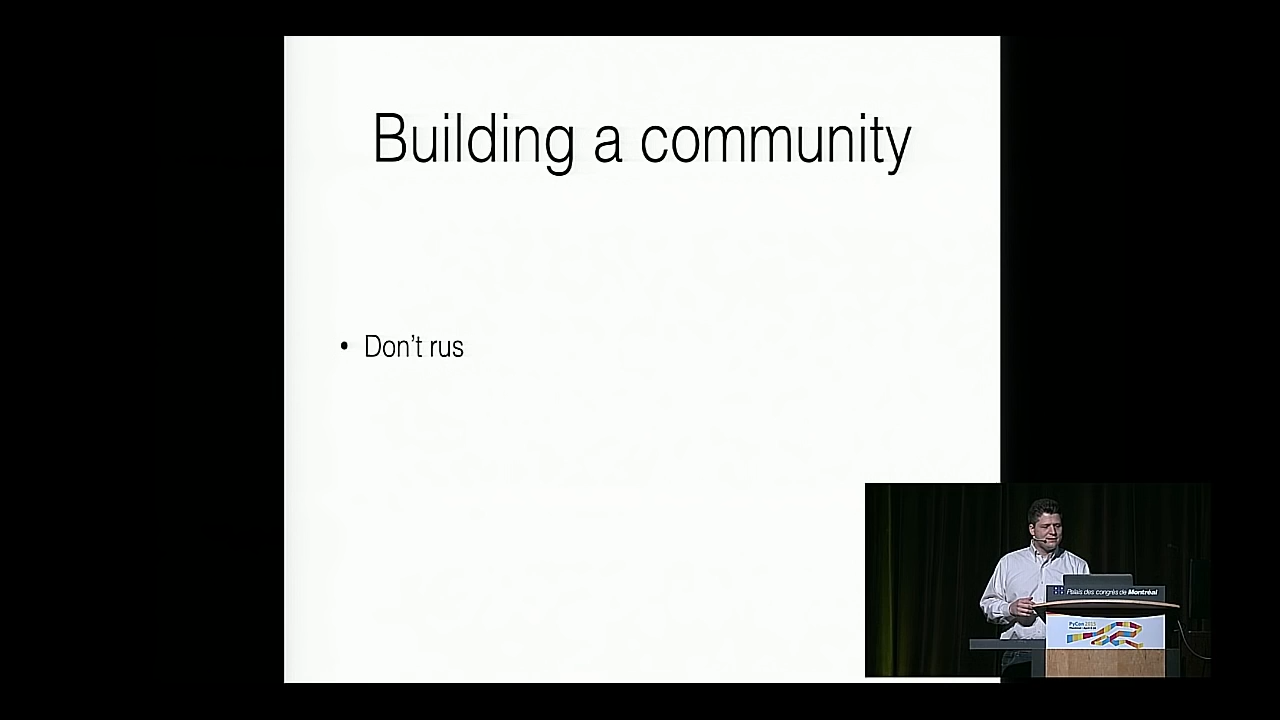 Building a community
• Don't rus
Palais des congrès de Montréal
PyCon 2015